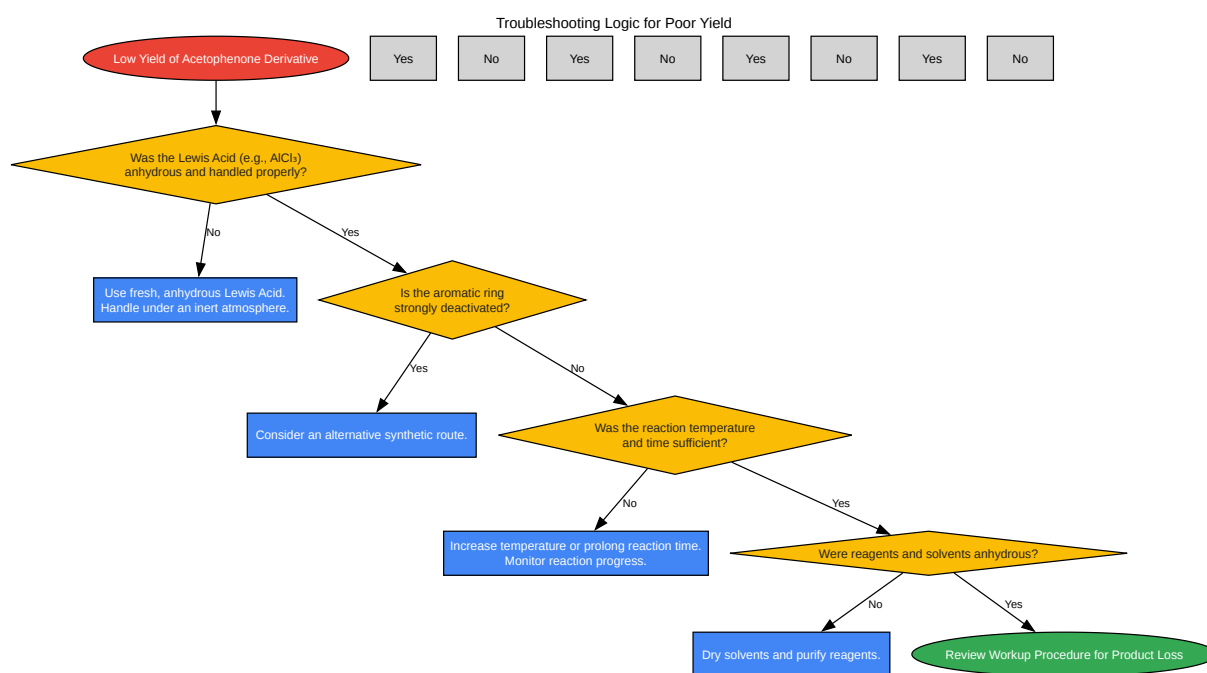 Troubleshooting Logic for Poor Yield
Low Yield of Acetophenone Derivative
Yes
No
Yes
No
Yes
No
Yes
No
Was the Lewis Acid (e.g., AlCl₃)
anhydrous and handled properly?
No
Yes
Use fresh, anhydrous Lewis Acid.
Handle under an inert atmosphere.
Is the aromatic ring
strongly deactivated?
Yes
No
Consider an alternative synthetic route.
Was the reaction temperature
and time sufficient?
No
Yes
Increase temperature or prolong reaction time.
Monitor reaction progress.
Were reagents and solvents anhydrous?
No
Yes
Dry solvents and purify reagents.
Review Workup Procedure for Product Loss